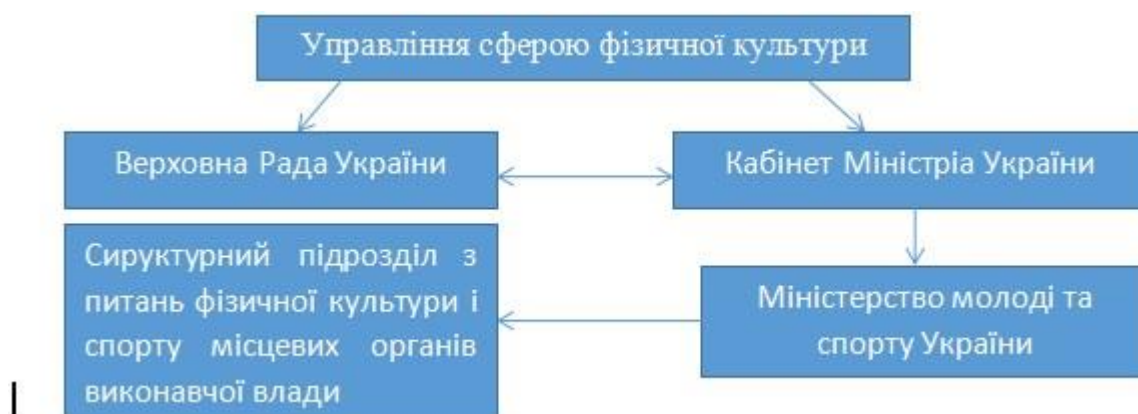 Управління сферою фізичної культури
Верховна Рада України
Кабінет Міністріа України
Сируктурний підрозділ з
питань фізичної культури і
спорту місцевих органів
виконавчої влади
Міністерство молоді та
спорту України